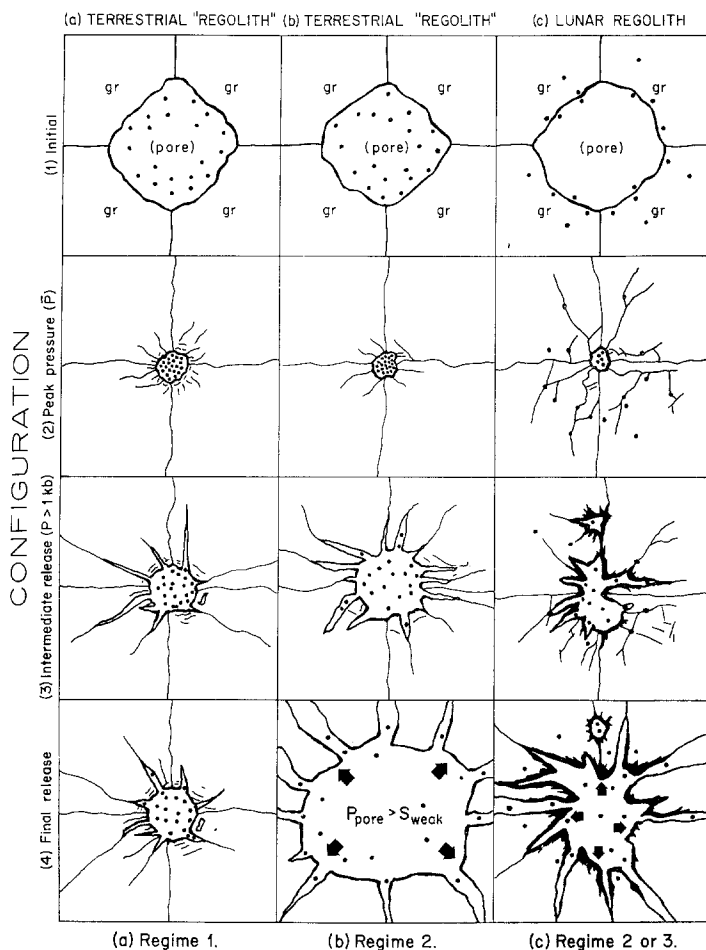 (a) TERRESTRIAL "REGOLITH"
(b) TERRESTRIAL "REGOLITH"
(c) LUNAR REGOLITH
CONFIGURATION
(1) Initial
gr
gr
(pore)
gr
gr
gr
gr
(pore)
gr
gr
gr
gr
(pore)
gr
gr
(2) Peak pressure (P̄)
(3) Intermediate release (P > 1 kb)
(4) Final release
P_pore > S_weak
(a) Regime 1.
(b) Regime 2.
(c) Regime 2 or 3.